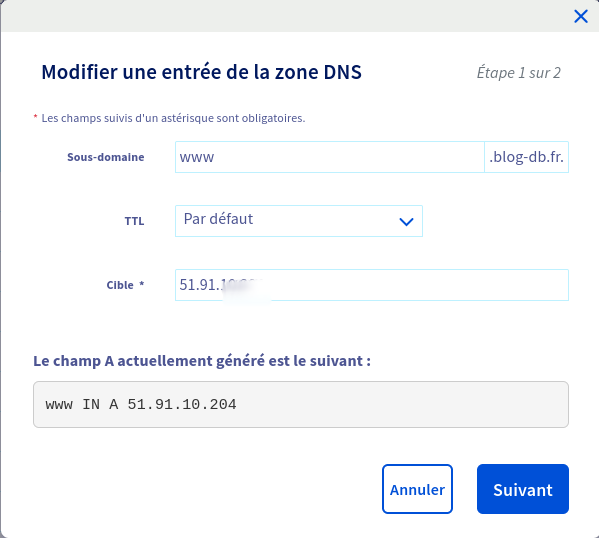 Modifier une entrée de la zone DNS
Étape 1 sur 2
* Les champs suivis d'un astérisque sont obligatoires.
Sous-domaine www .blog-db.fr.
TTL Par défaut
Cible * 51.91.
Le champ A actuellement généré est le suivant :
www IN A 51.91.10.204
Annuler Suivant